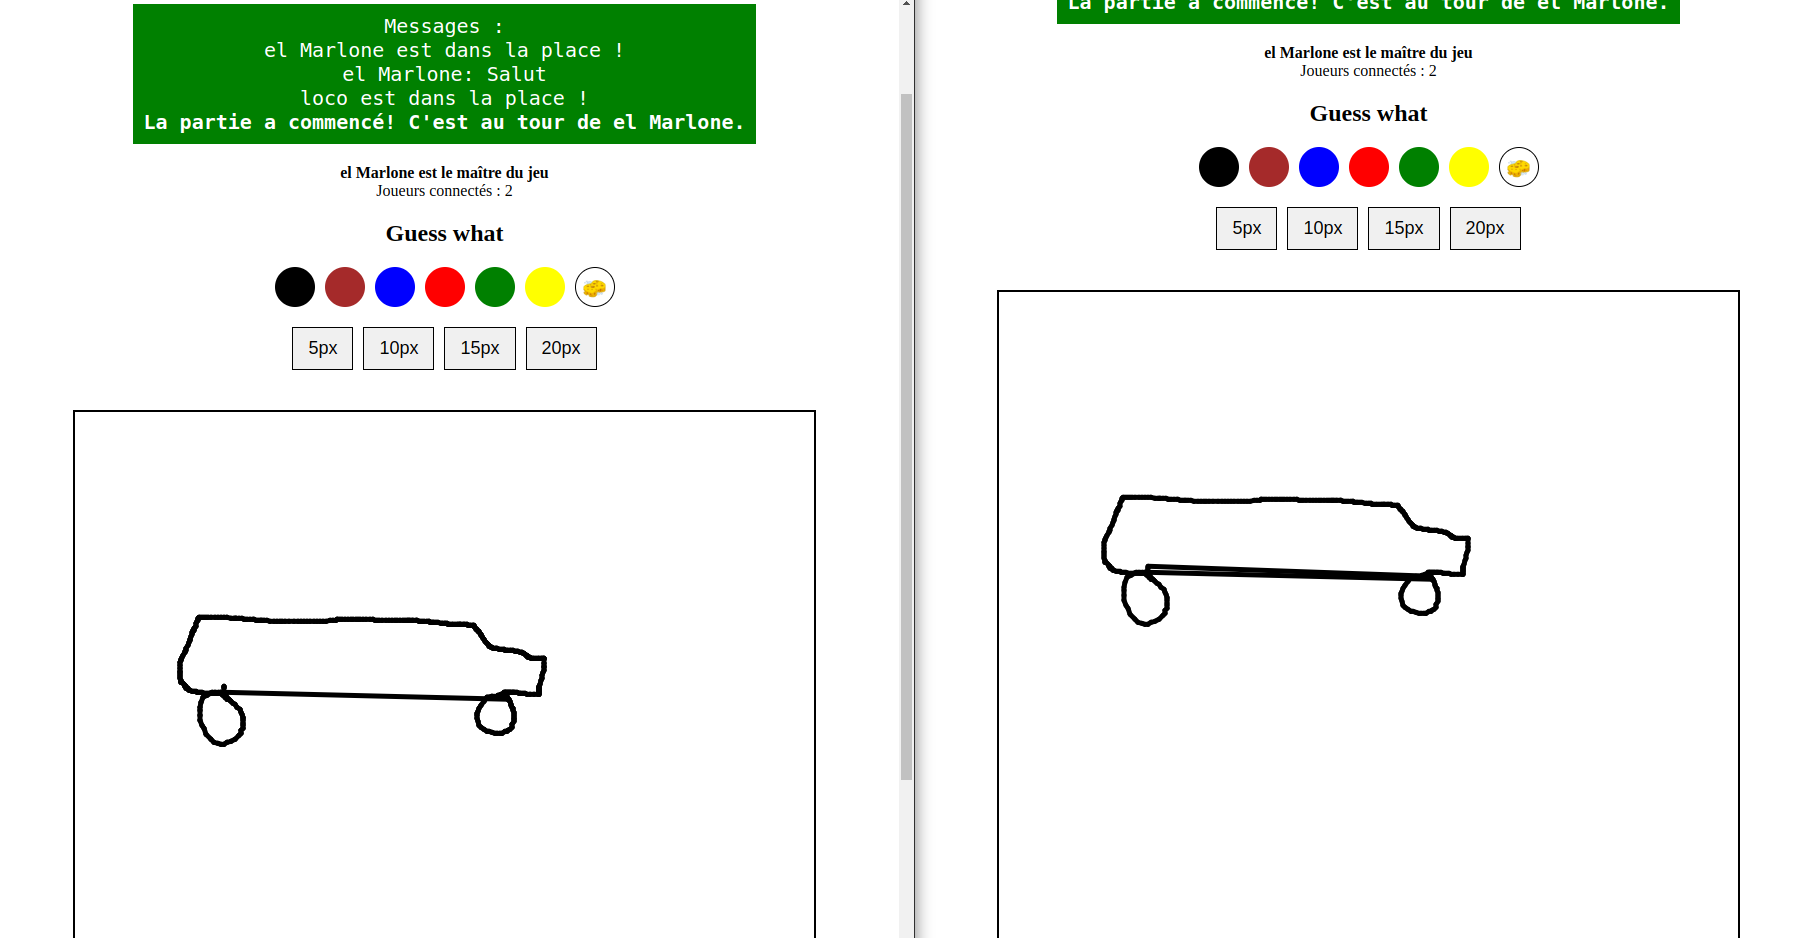 Messages :
el Marlone est dans la place !
el Marlone: Salut
loco est dans la place !
La partie a commencé! C'est au tour de el Marlone.
el Marlone est le maître du jeu
Joueurs connectés : 2
Guess what
5px 10px 15px 20px
La partie a commencé! C'est au tour de el Marlone.
el Marlone est le maître du jeu
Joueurs connectés : 2
Guess what
5px 10px 15px 20px